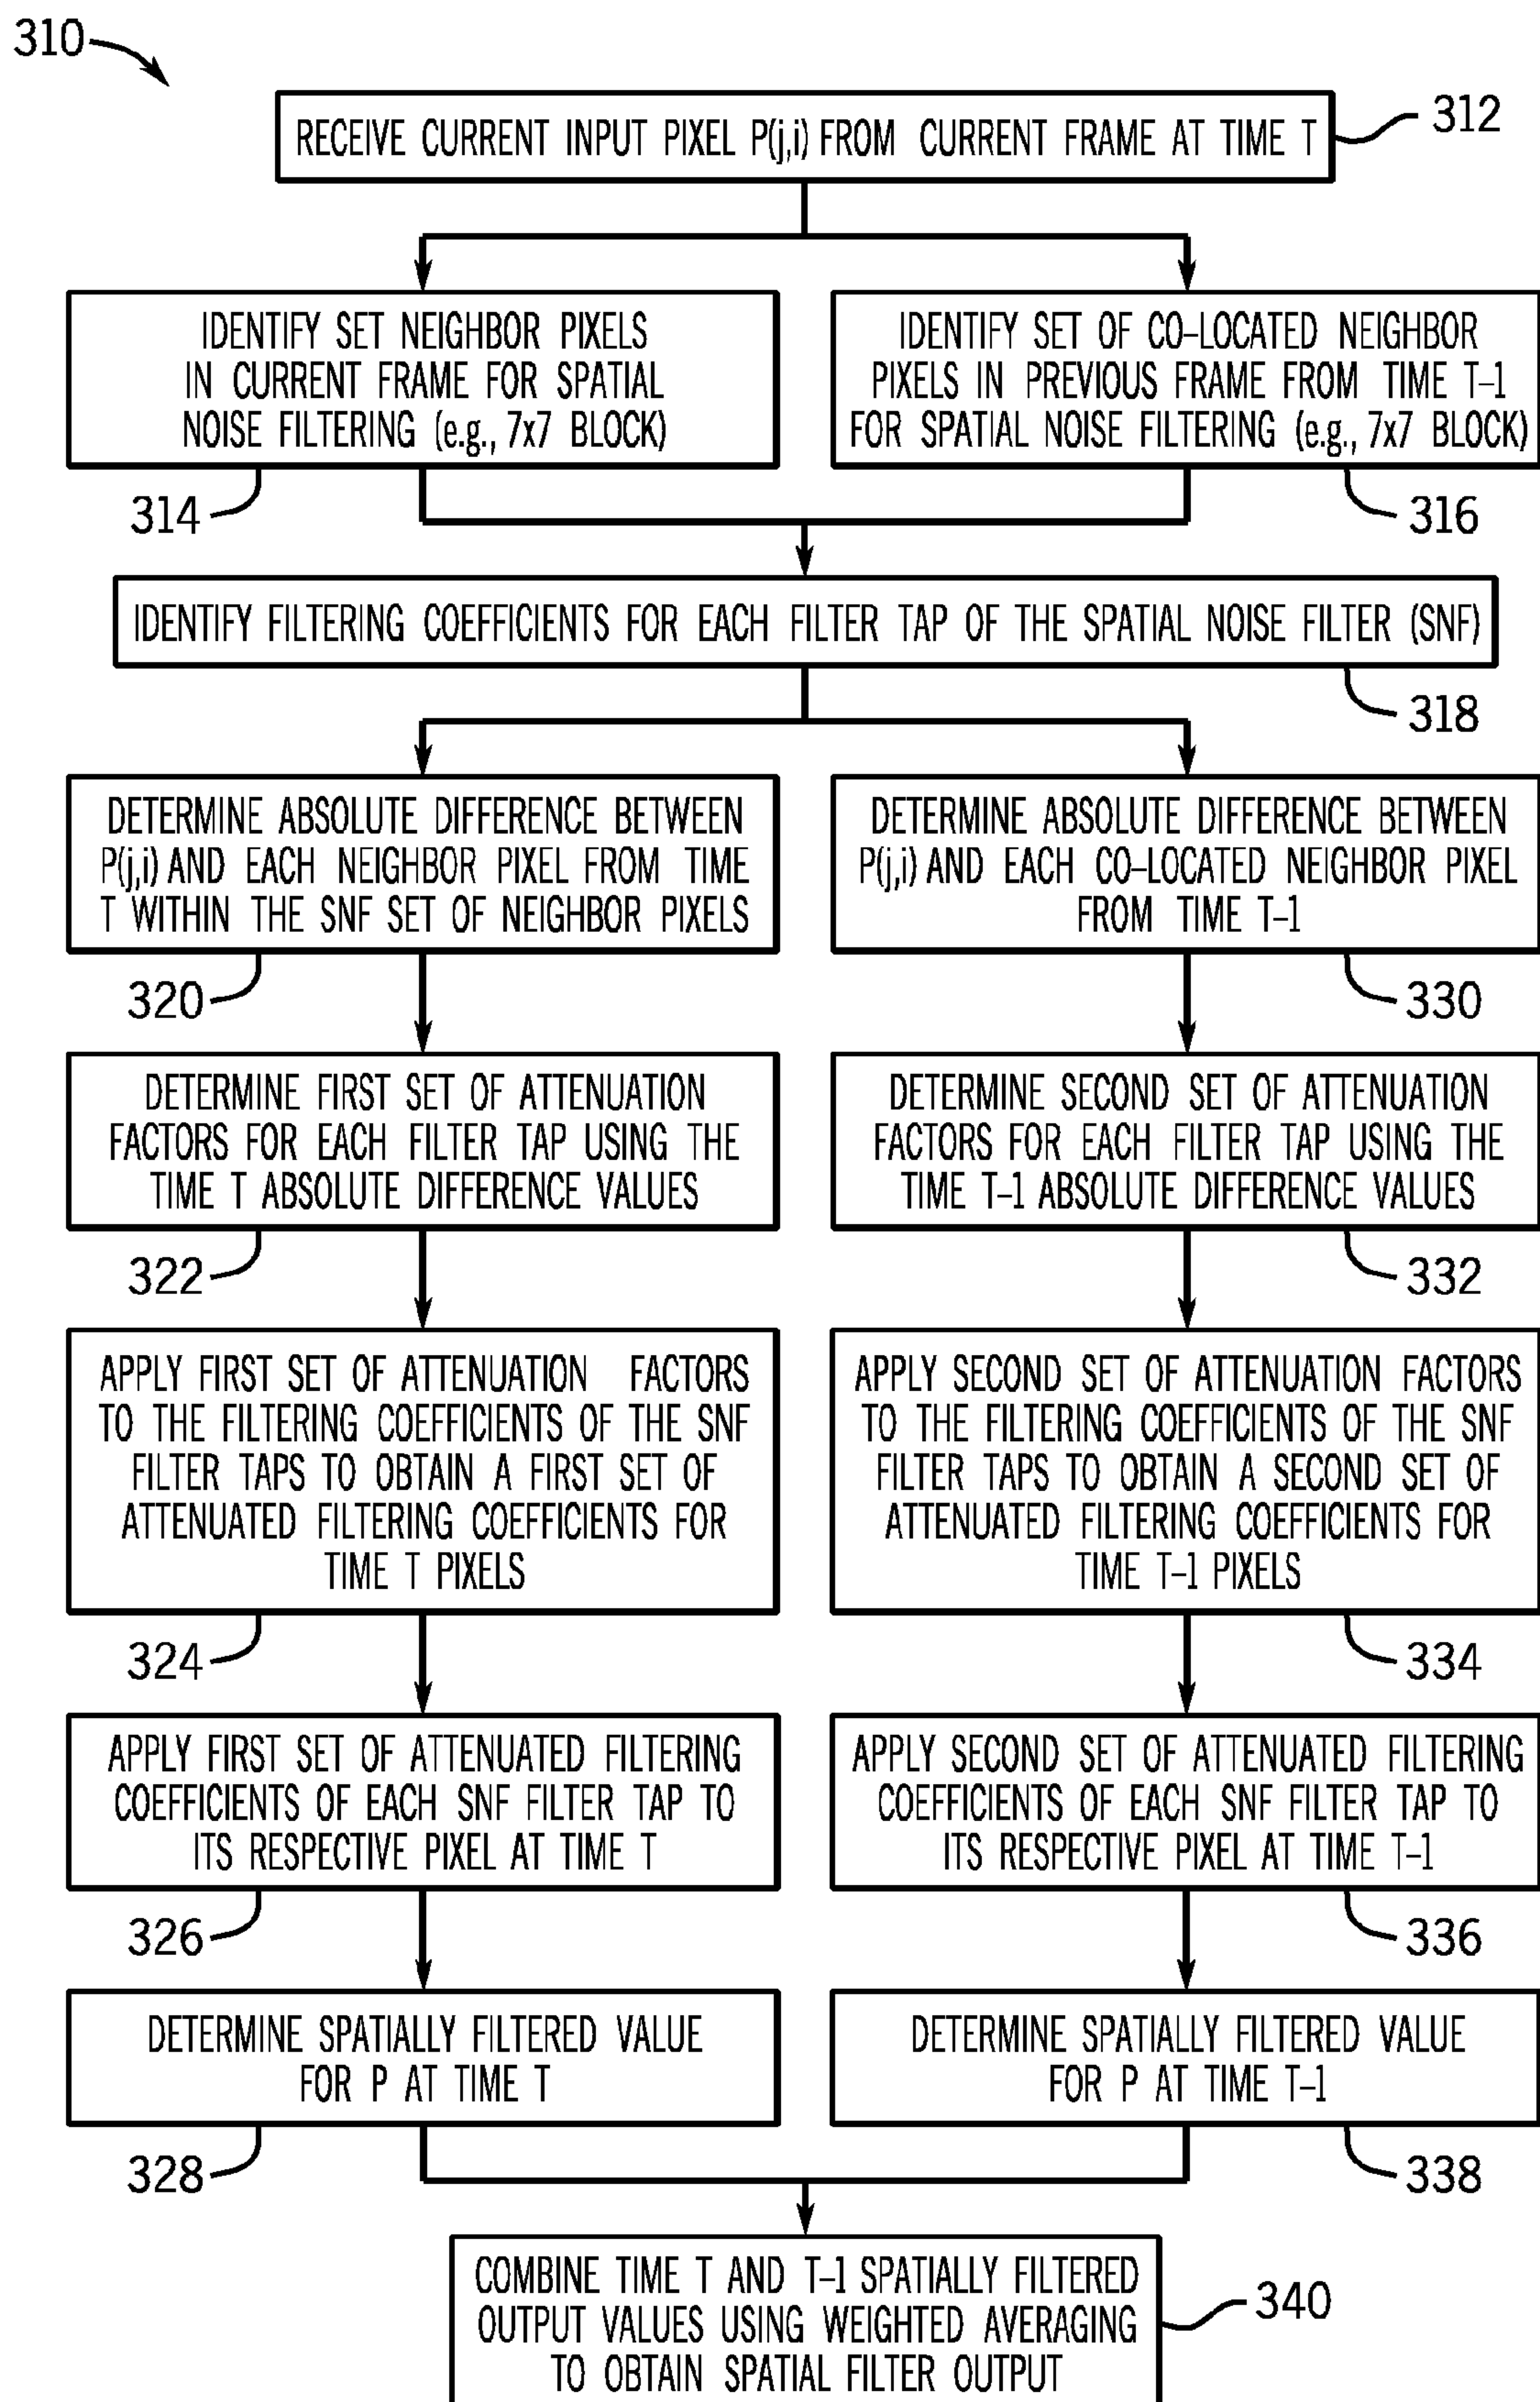 310
RECEIVE CURRENT INPUT PIXEL P(j,i) FROM CURRENT FRAME AT TIME T
312
IDENTIFY SET NEIGHBOR PIXELS
IN CURRENT FRAME FOR SPATIAL
NOISE FILTERING (e.g., 7x7 BLOCK)
314
IDENTIFY SET OF CO-LOCATED NEIGHBOR
PIXELS IN PREVIOUS FRAME FROM TIME T-1
FOR SPATIAL NOISE FILTERING (e.g., 7x7 BLOCK)
316
IDENTIFY FILTERING COEFFICIENTS FOR EACH FILTER TAP OF THE SPATIAL NOISE FILTER (SNF)
318
DETERMINE ABSOLUTE DIFFERENCE BETWEEN
P(j,i) AND EACH NEIGHBOR PIXEL FROM TIME
T WITHIN THE SNF SET OF NEIGHBOR PIXELS
320
DETERMINE ABSOLUTE DIFFERENCE BETWEEN
P(j,i) AND EACH CO-LOCATED NEIGHBOR PIXEL
FROM TIME T-1
330
DETERMINE FIRST SET OF ATTENUATION
FACTORS FOR EACH FILTER TAP USING THE
TIME T ABSOLUTE DIFFERENCE VALUES
322
DETERMINE SECOND SET OF ATTENUATION
FACTORS FOR EACH FILTER TAP USING THE
TIME T-1 ABSOLUTE DIFFERENCE VALUES
332
APPLY FIRST SET OF ATTENUATION FACTORS
TO THE FILTERING COEFFICIENTS OF THE SNF
FILTER TAPS TO OBTAIN A FIRST SET OF
ATTENUATED FILTERING COEFFICIENTS FOR
TIME T PIXELS
324
APPLY SECOND SET OF ATTENUATION FACTORS
TO THE FILTERING COEFFICIENTS OF THE SNF
FILTER TAPS TO OBTAIN A SECOND SET OF
ATTENUATED FILTERING COEFFICIENTS FOR
TIME T-1 PIXELS
334
APPLY FIRST SET OF ATTENUATED FILTERING
COEFFICIENTS OF EACH SNF FILTER TAP TO
ITS RESPECTIVE PIXEL AT TIME T
326
APPLY SECOND SET OF ATTENUATED FILTERING
COEFFICIENTS OF EACH SNF FILTER TAP TO
ITS RESPECTIVE PIXEL AT TIME T-1
336
DETERMINE SPATIALLY FILTERED VALUE
FOR P AT TIME T
328
DETERMINE SPATIALLY FILTERED VALUE
FOR P AT TIME T-1
338
COMBINE TIME T AND T-1 SPATIALLY FILTERED
OUTPUT VALUES USING WEIGHTED AVERAGING
TO OBTAIN SPATIAL FILTER OUTPUT
340